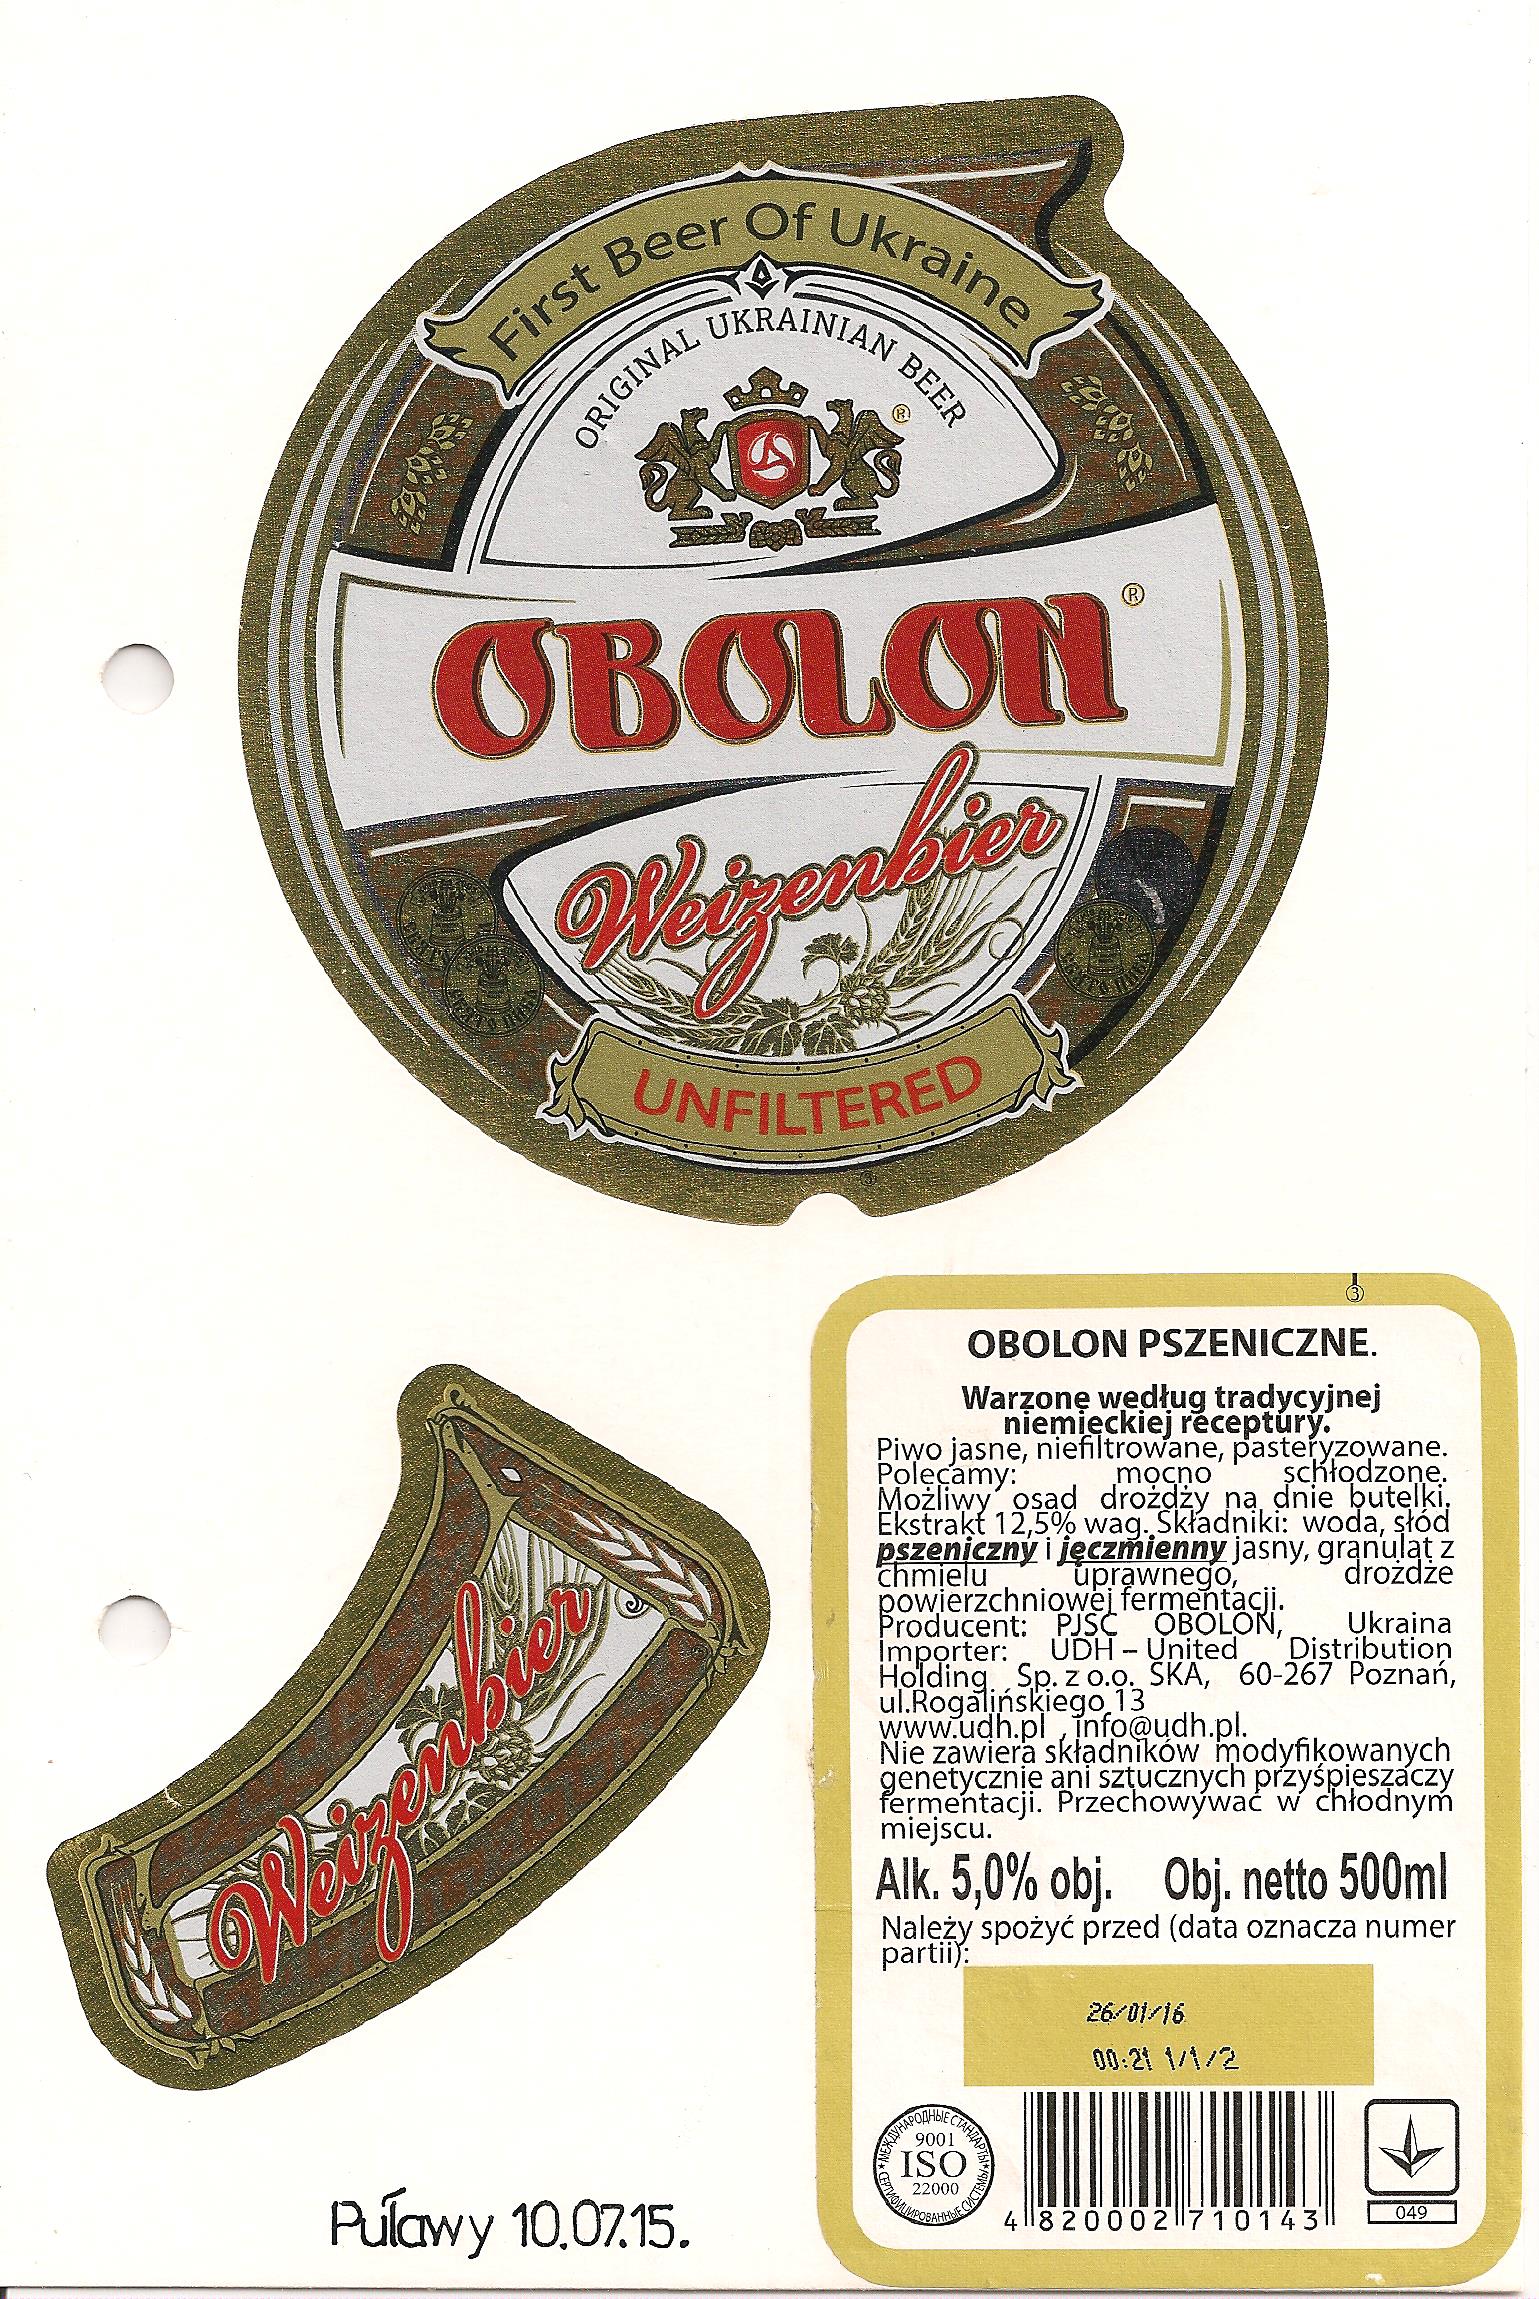 First Beer Of Ukraine
ORIGINAL UKRAINIAN BEER
®
OBOLON ®
Weizenbier
UNFILTERED
Weizenbier
Puławy 10.07.15.
3
OBOLON PSZENICZNE.
Warzone według tradycyjnej
niemieckiej receptury.
Piwo jasne, niefiltrowane, pasteryzowane.
Polecamy: mocno schłodzone.
Możliwy osad drożdży na dnie butelki.
Ekstrakt 12,5% wag. Składniki: woda, słód
pszeniczny i jęczmienny jasny, granulat z
chmielu uprawnego, drożdże
powierzchniowej fermentacji.
Producent: PJSC OBOLON, Ukraina
Importer: UDH – United Distribution
Holding Sp. z o.o. SKA, 60-267 Poznań,
ul.Rogalińskiego 13
www.udh.pl , info@udh.pl.
Nie zawiera składników modyfikowanych
genetycznie ani sztucznych przyśpieszaczy
fermentacji. Przechowywać w chłodnym
miejscu.
Alk. 5,0% obj. Obj. netto 500ml
Należy spożyć przed (data oznacza numer
partii):
26/01/16
00:21 1/1/2
МЕЖДУНАРОДНЫЕ СТАНДАРТЫ
9001
ISO
22000
СЕРТИФИЦИРОВАННЫЕ СИСТЕМЫ
4 820002 710143
049